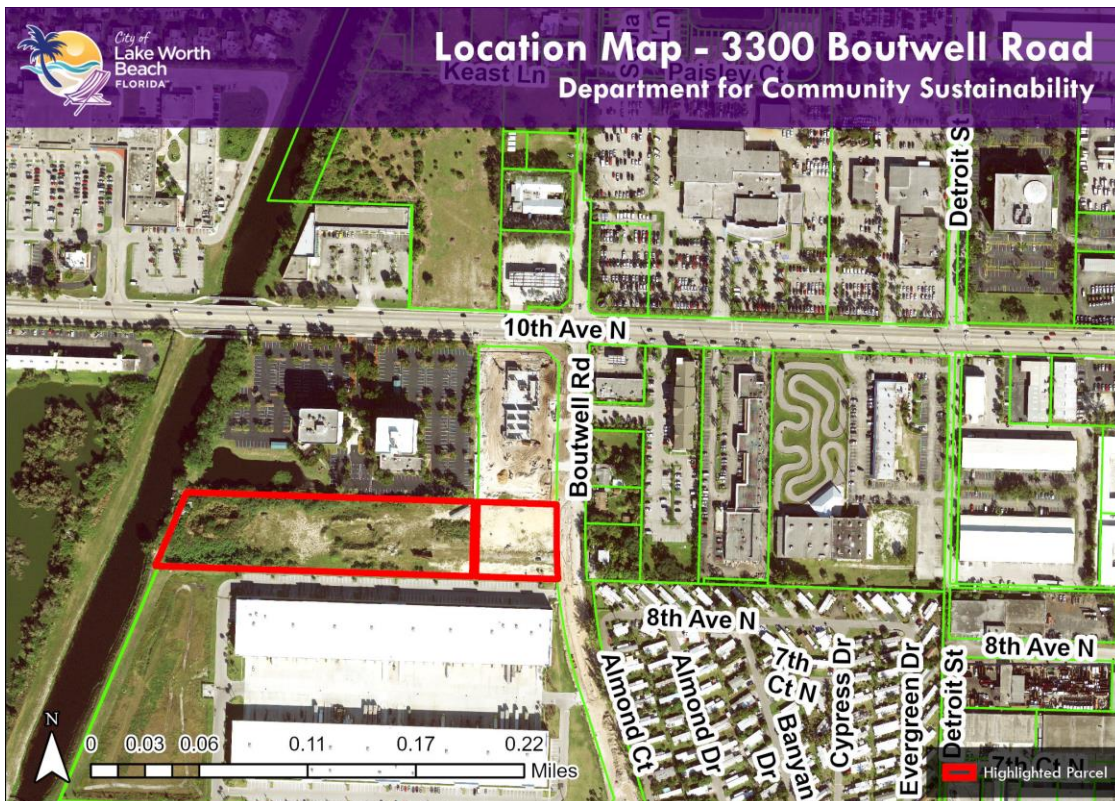 City of
Lake Worth
Beach
FLORIDA
Location Map - 3300 Boutwell Road
Department for Community Sustainability
Keast Ln
Paisley Ct
Detroit St
10th Ave N
Boutwell Rd
8th Ave N
8th Ave N
7th
Ct N
Almond Ct
Almond Dr
Banyan
Dr
Cypress Dr
Evergreen Dr
Detroit St
7th Ct N
N
0 0.03 0.06 0.11 0.17 0.22
Miles
Highlighted Parcel